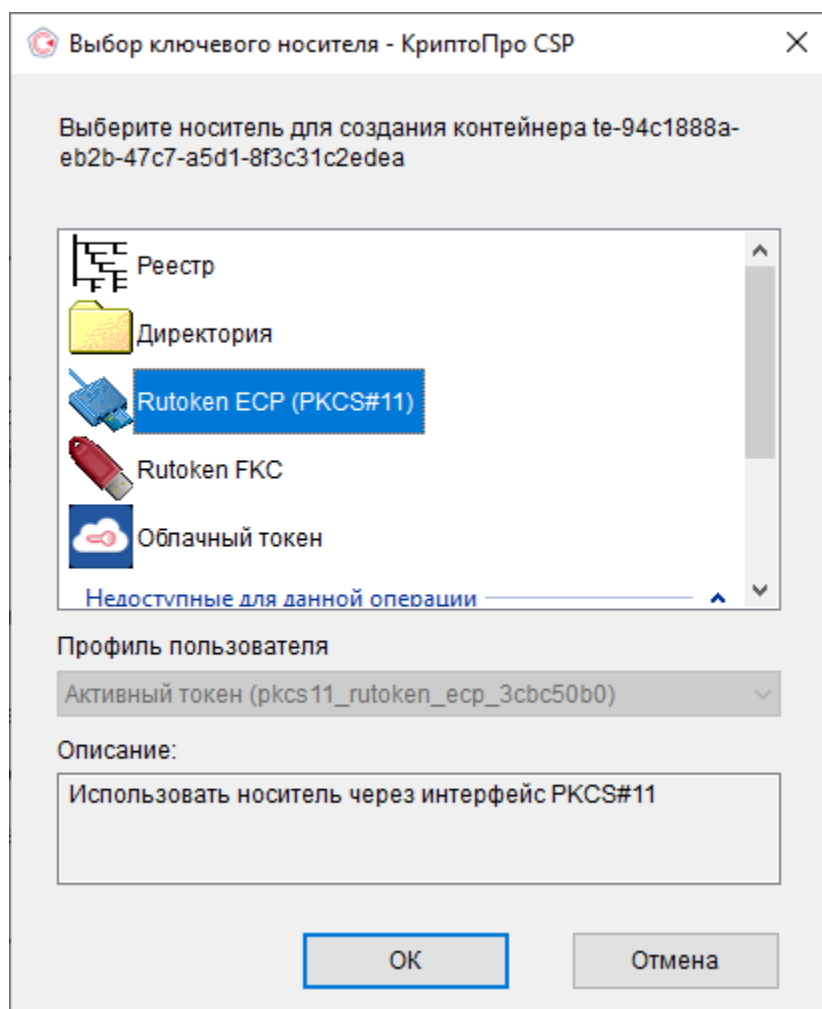 Выбор ключевого носителя - КриптоПро CSP
Выберите носитель для создания контейнера te-94c1888a-
eb2b-47c7-a5d1-8f3c31c2edea
Реестр
Директория
Rutoken ECP (PKCS#11)
Rutoken FKC
Облачный токен
Недоступные для данной операции
Профиль пользователя
Активный токен (pkcs11_rutoken_ecp_3cbc50b0)
Описание:
Использовать носитель через интерфейс PKCS#11
ОК
Отмена